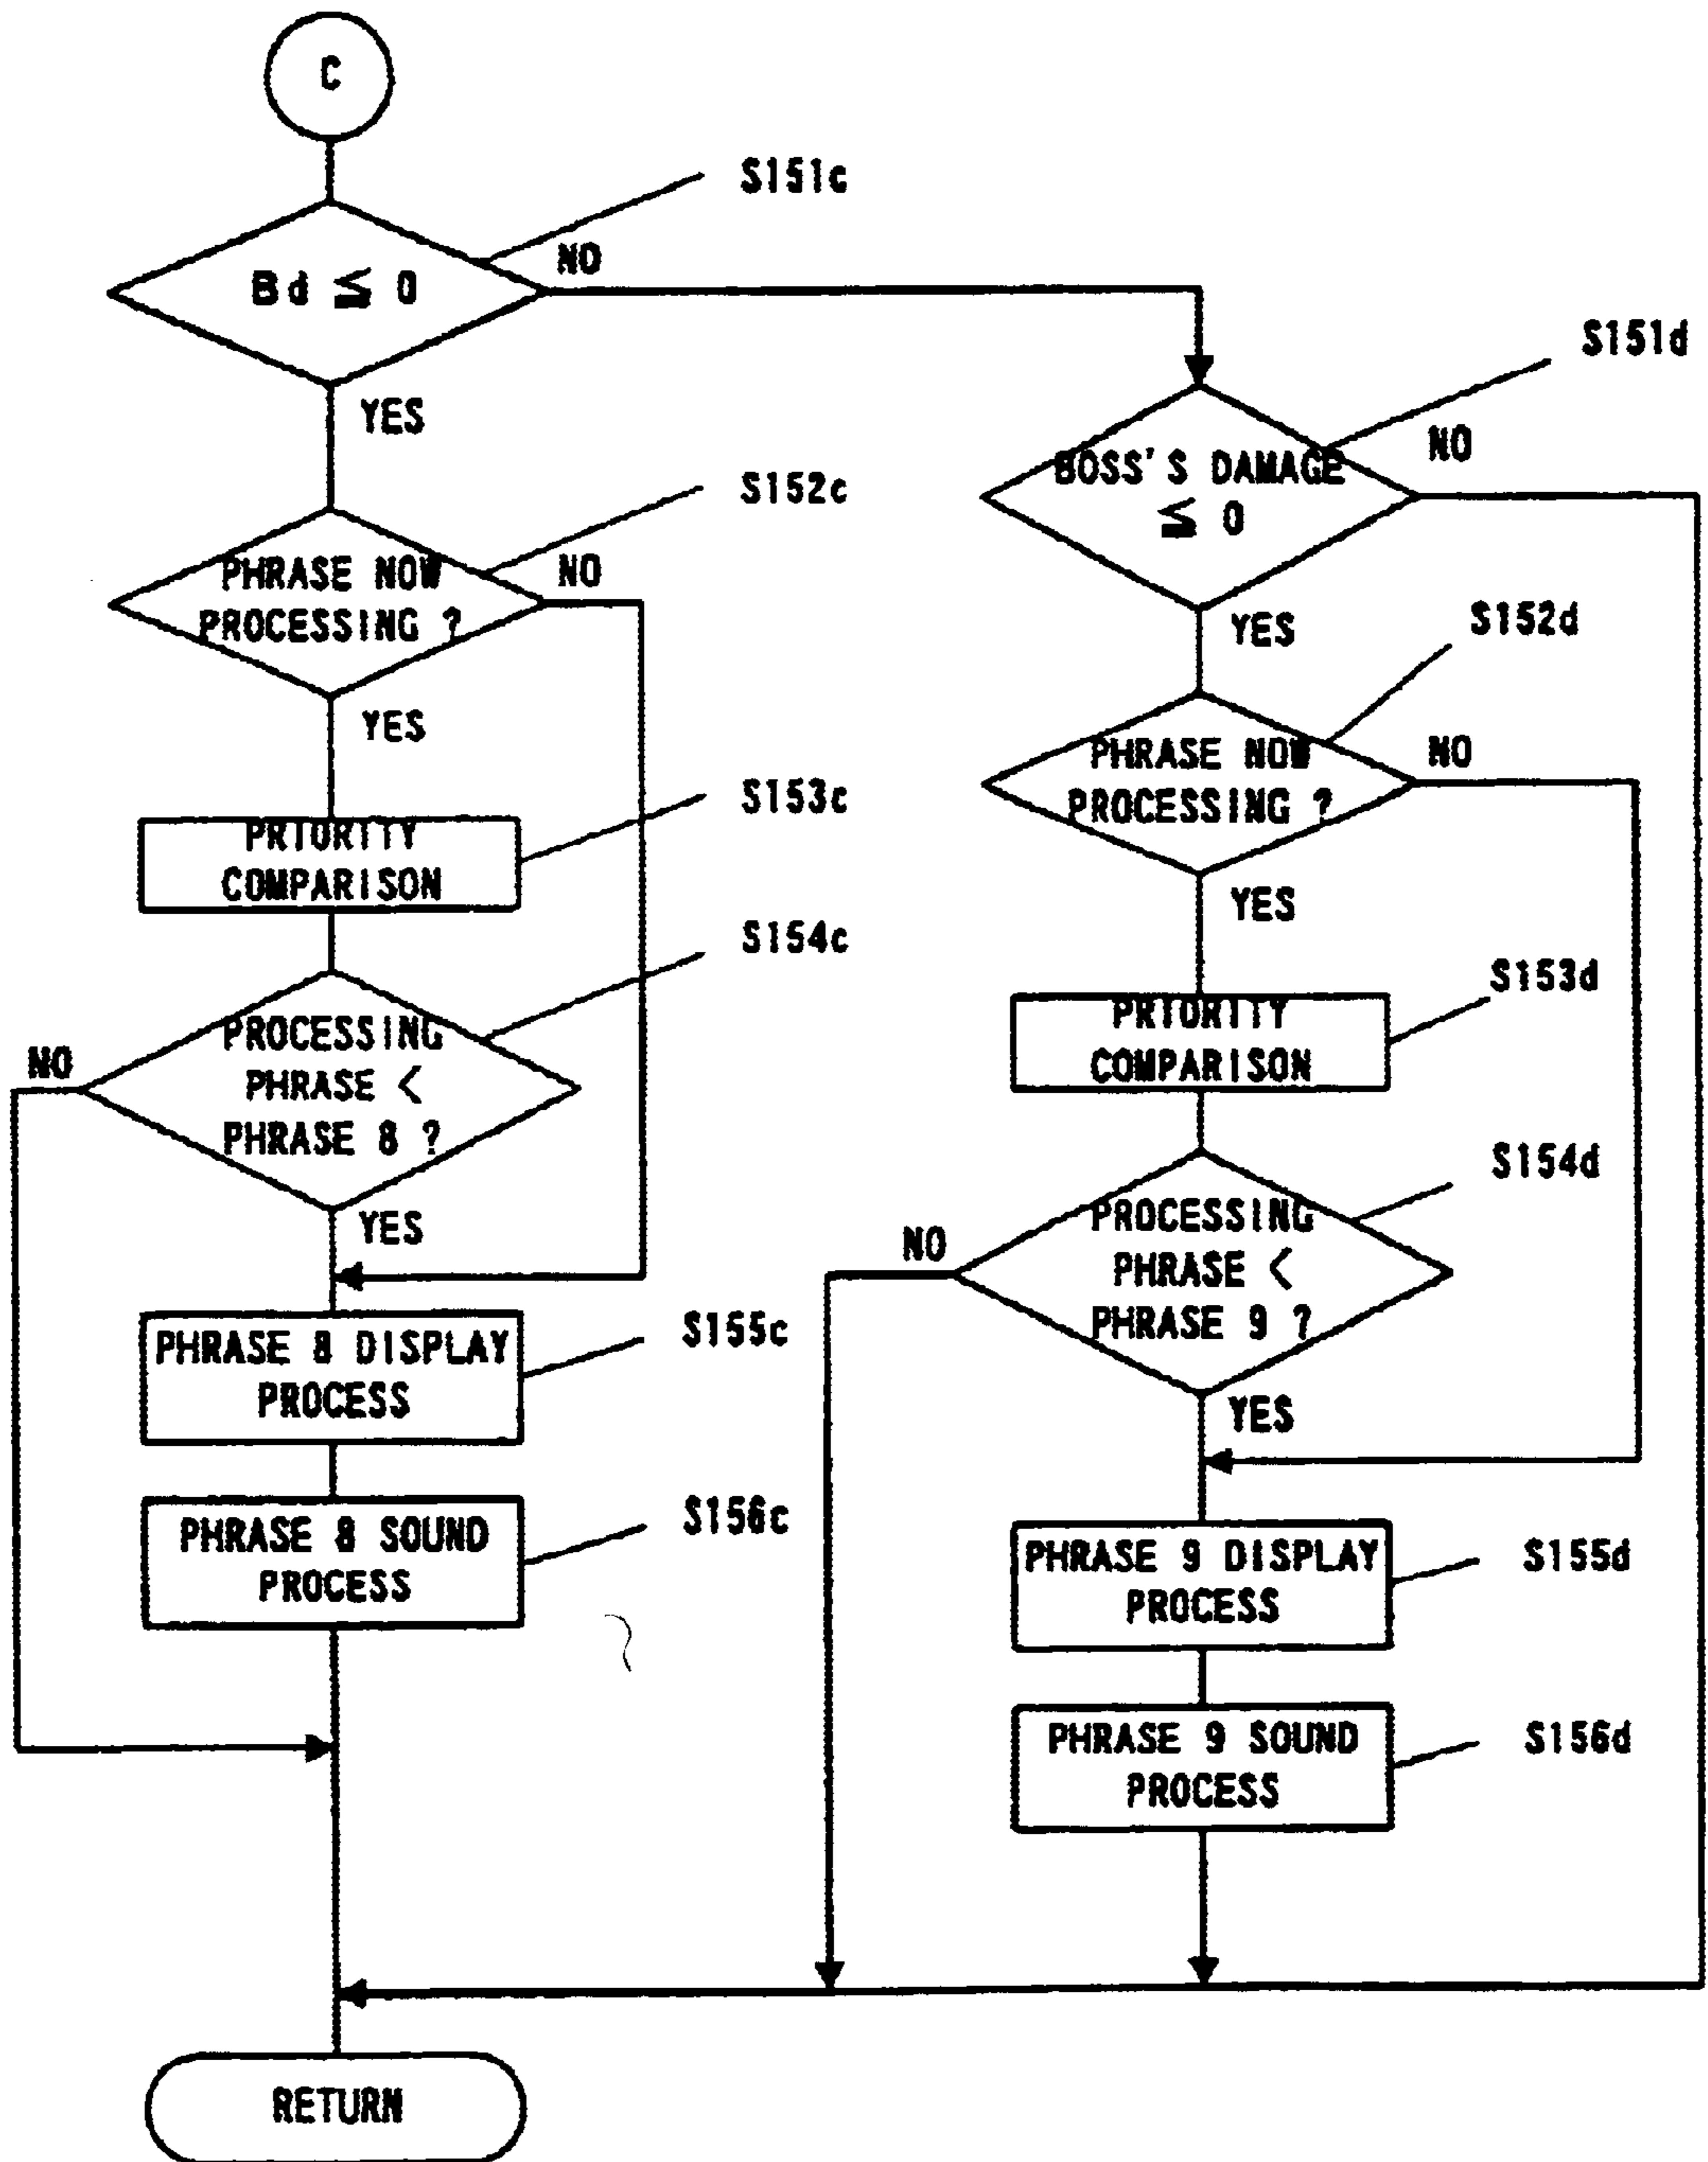 C
S151c
Bd ≦ 0
NO
YES
S152c
PHRASE NOW
PROCESSING ?
NO
YES
S153c
PRIORITY
COMPARISON
S154c
PROCESSING
PHRASE <
PHRASE 8 ?
NO
YES
PHRASE 8 DISPLAY
PROCESS
S155c
PHRASE 8 SOUND
PROCESS
S156c
S151d
BOSS'S DAMAGE
≦ 0
NO
YES
S152d
PHRASE NOW
PROCESSING ?
NO
YES
S153d
PRIORITY
COMPARISON
S154d
PROCESSING
PHRASE <
PHRASE 9 ?
NO
YES
PHRASE 9 DISPLAY
PROCESS
S155d
PHRASE 9 SOUND
PROCESS
S156d
RETURN